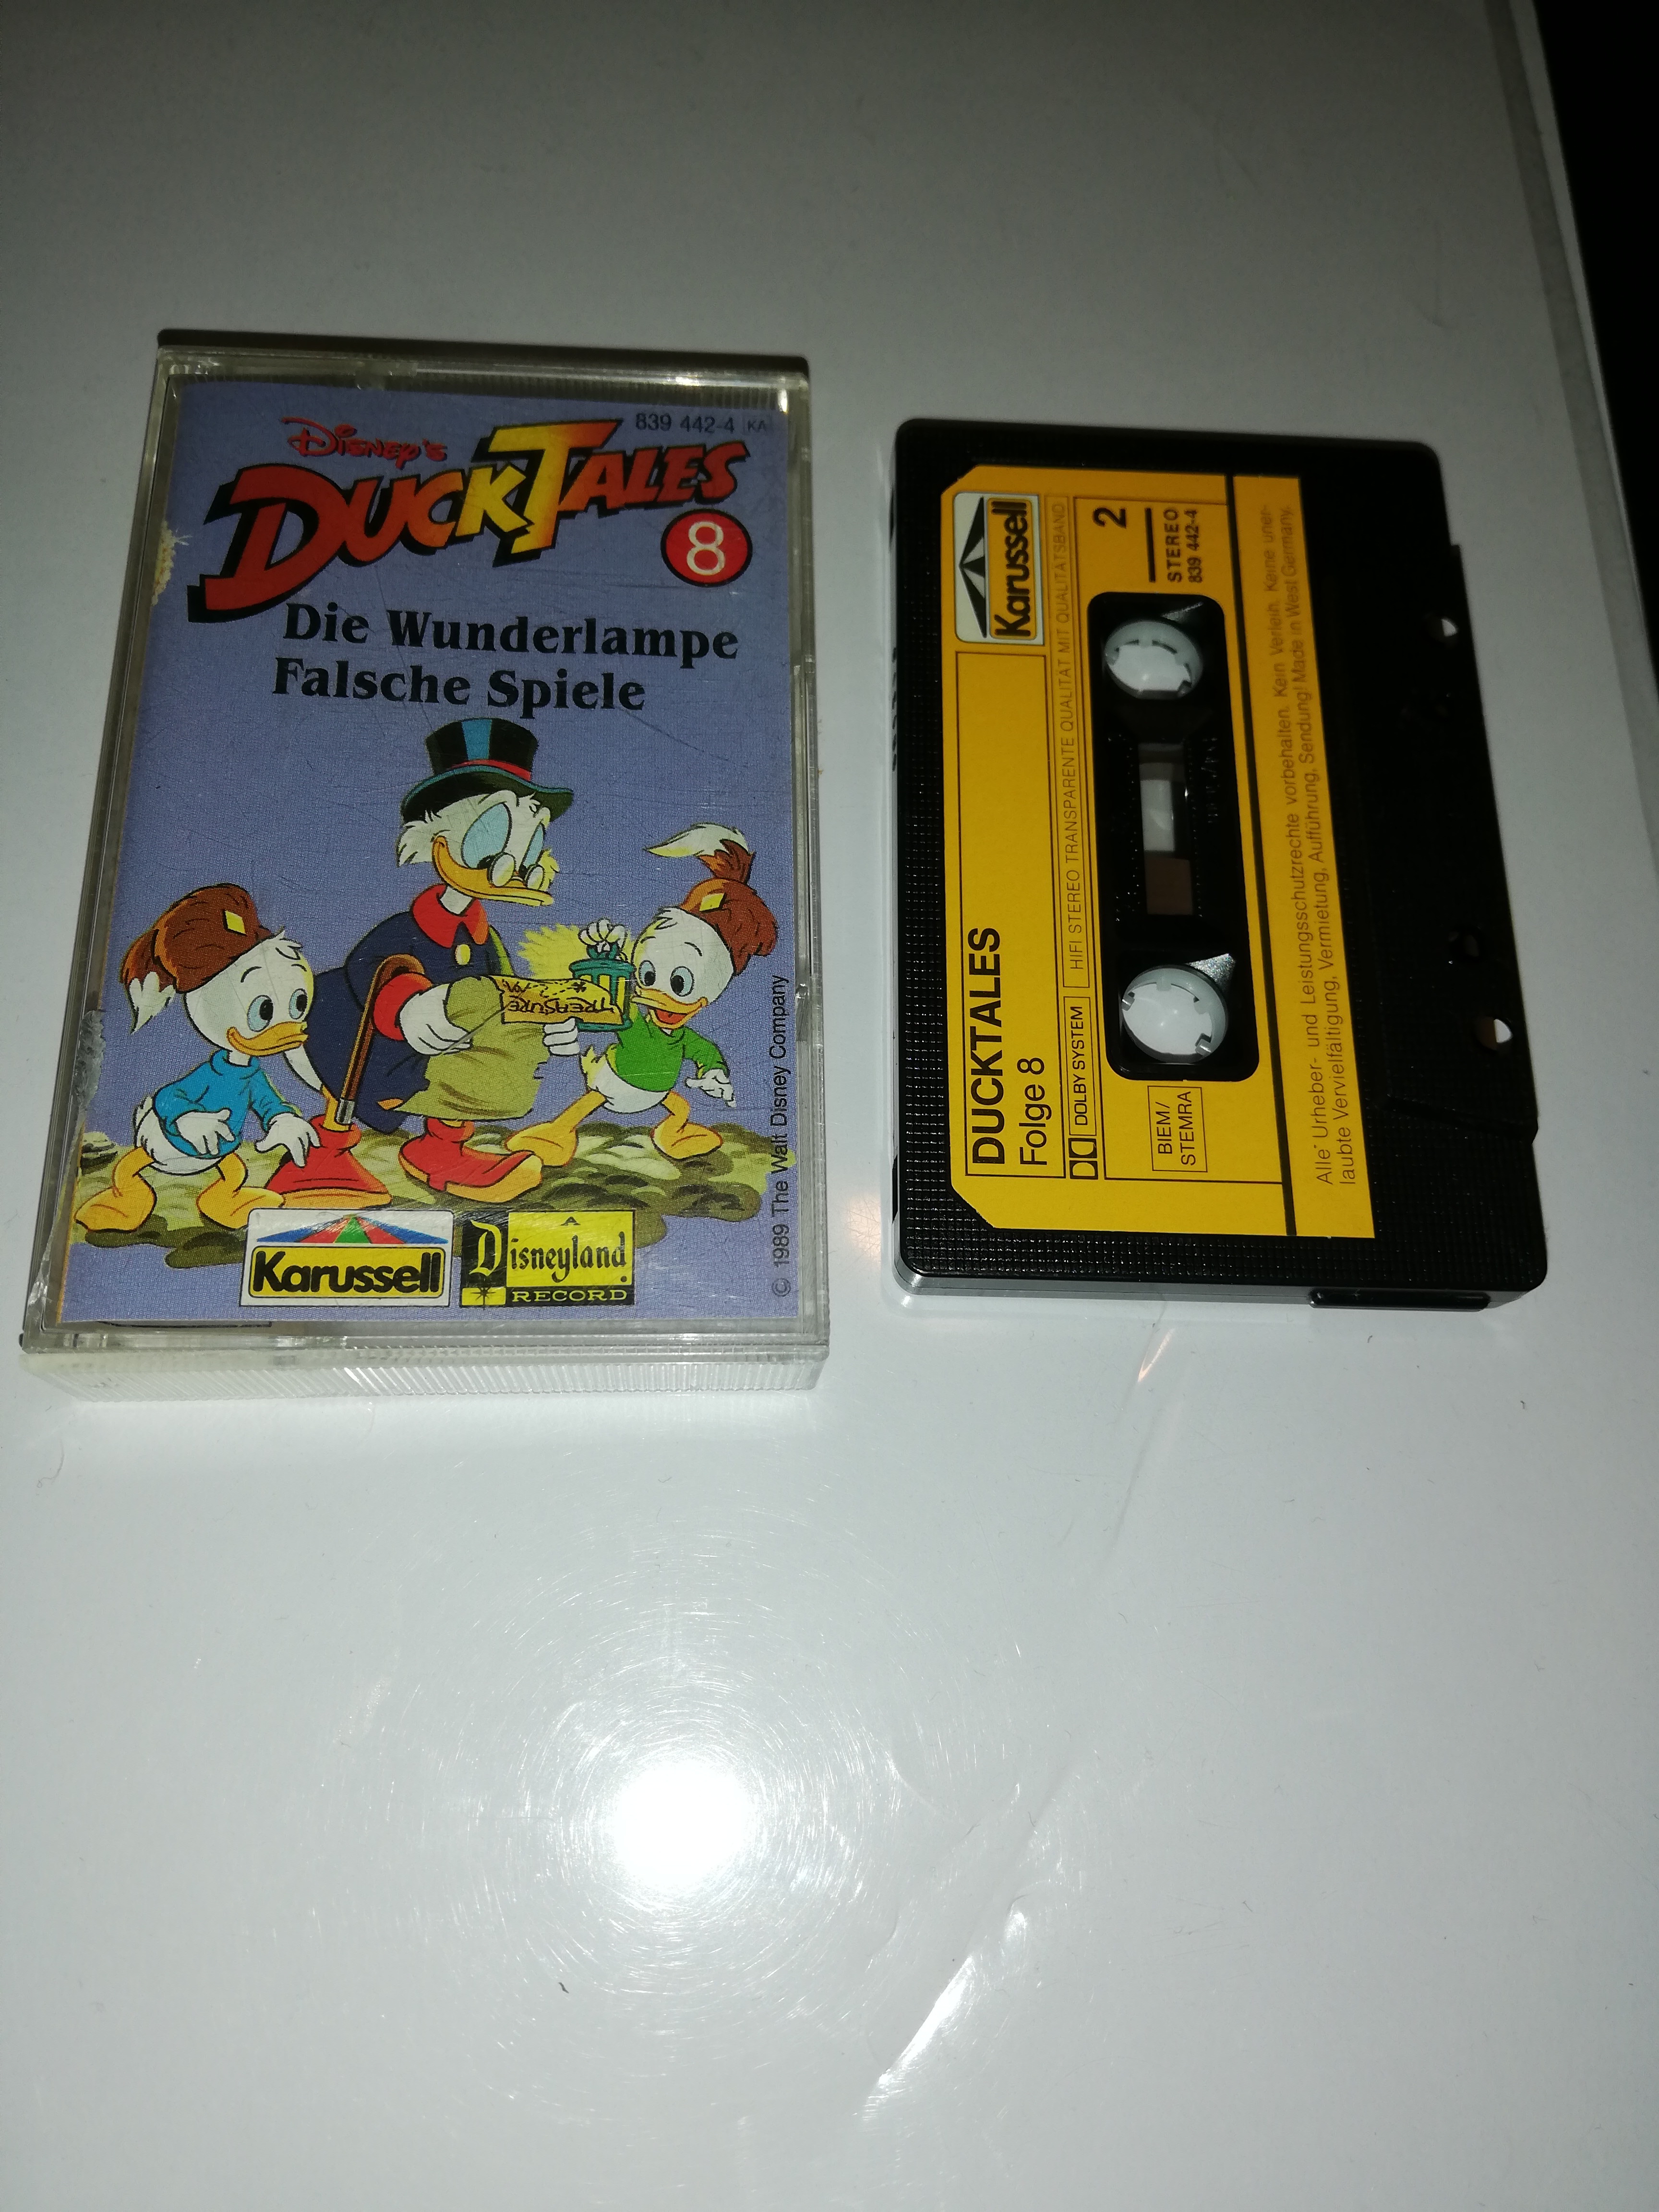 839 442-4 KA
Disney's
DUCKTALES
8
Die Wunderlampe
Falsche Spiele
TREASURE
Karussell
A
Disneyland
RECORD
© 1989 The Walt Disney Company
Karussell
DUCKTALES
Folge 8
DOLBY SYSTEM
HIFI STEREO TRANSPARENTE QUALITÄT MIT QUALITÄTSBAND
2
STEREO
839 442-4
BIEM/
STEMRA
Alle Urheber- und Leistungsschutzrechte vorbehalten. Kein Verleih. Keine uner-
laubte Vervielfältigung, Vermietung, Aufführung, Sendung! Made in West Germany.